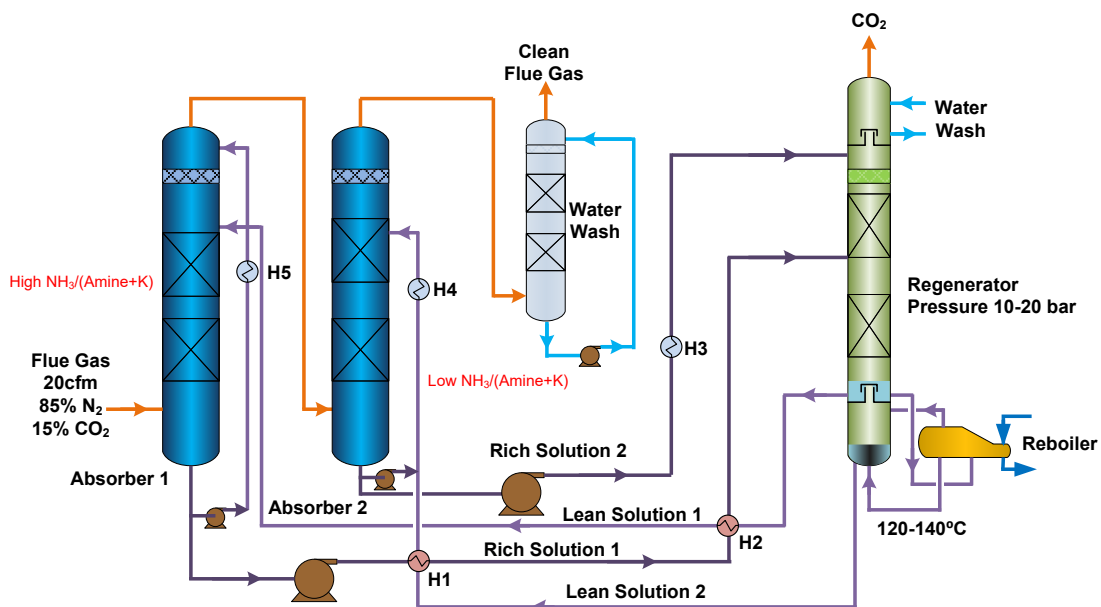 CO₂
Clean
Flue Gas
Water
Wash
Water
Wash
High NH₃/(Amine+K)
H5
H4
H3
Regenerator
Pressure 10-20 bar
Flue Gas
20cfm
85% N₂
15% CO₂
Low NH₃/(Amine+K)
Rich Solution 2
Reboiler
Absorber 1
Absorber 2
Lean Solution 1
120-140ºC
Rich Solution 1
H2
H1
Lean Solution 2